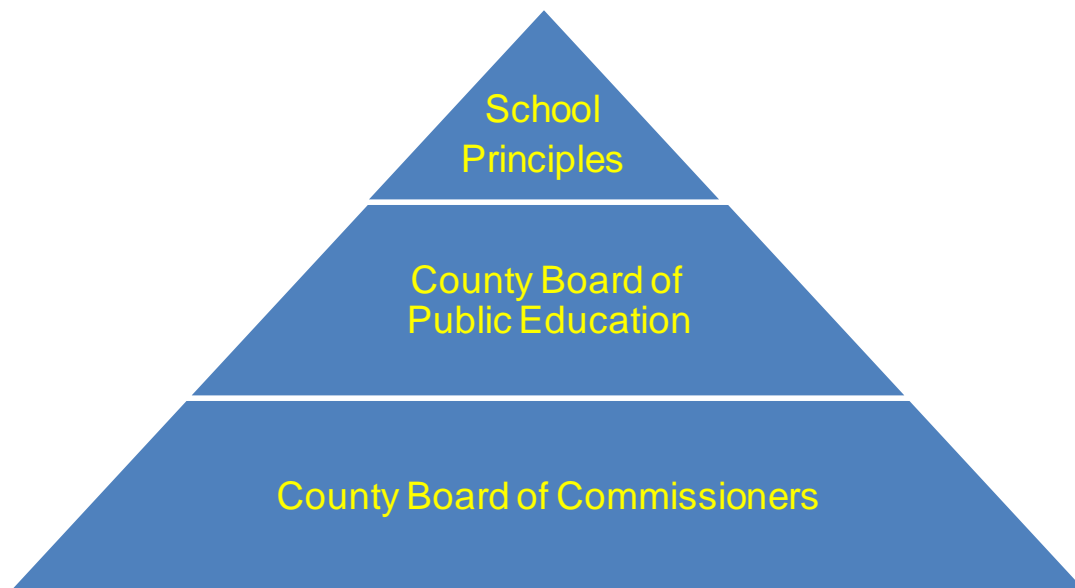 School
Principles
County Board of
Public Education
County Board of Commissioners